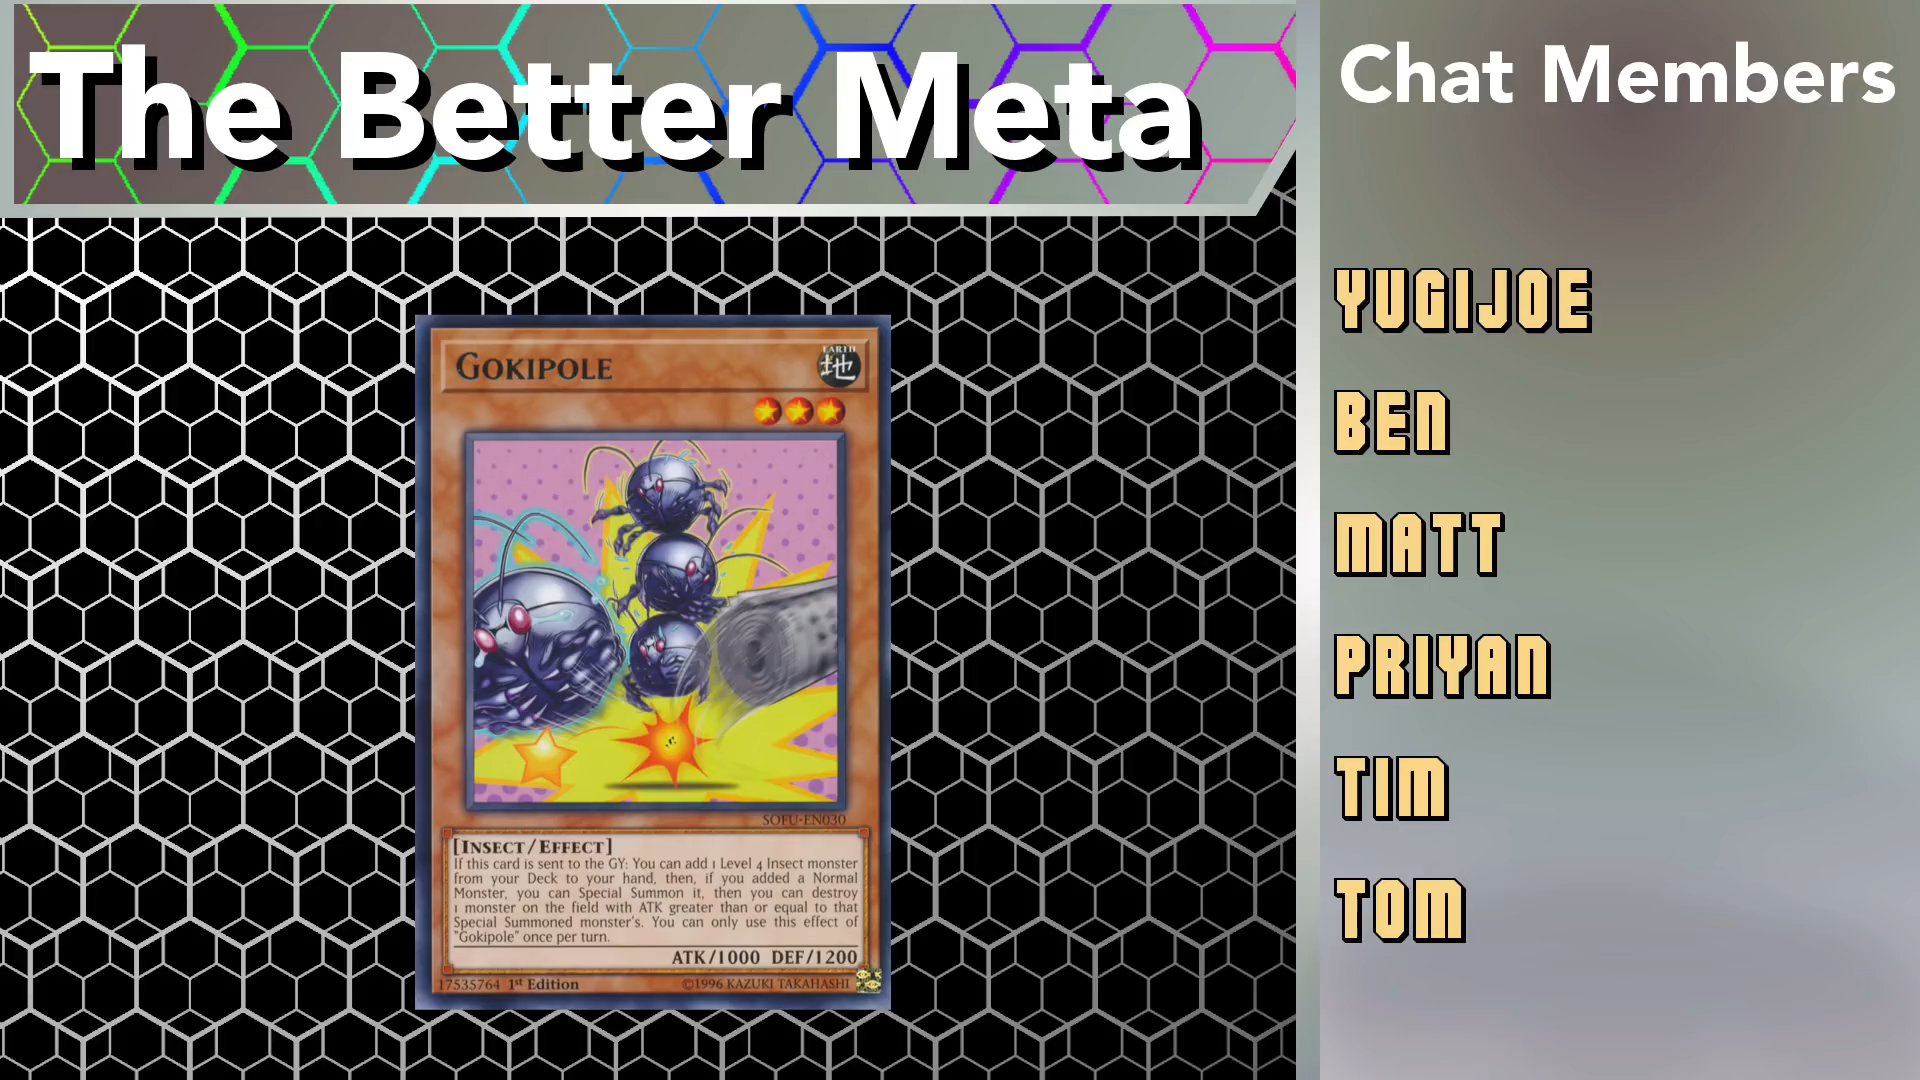 The Better Meta
Chat Members
YUGIJOE
BEN
MATT
PRIYAN
TIM
TOM
GOKIPOLE
EARTH
地
SOFU-EN030
[INSECT/EFFECT]
If this card is sent to the GY: You can add 1 Level 4 Insect monster
from your Deck to your hand, then, if you added a Normal
Monster, you can Special Summon it, then you can destroy
1 monster on the field with ATK greater than or equal to that
Special Summoned monster's. You can only use this effect of
"Gokipole" once per turn.
ATK/1000 DEF/1200
17535764 1st Edition
©1996 KAZUKI TAKAHASHI